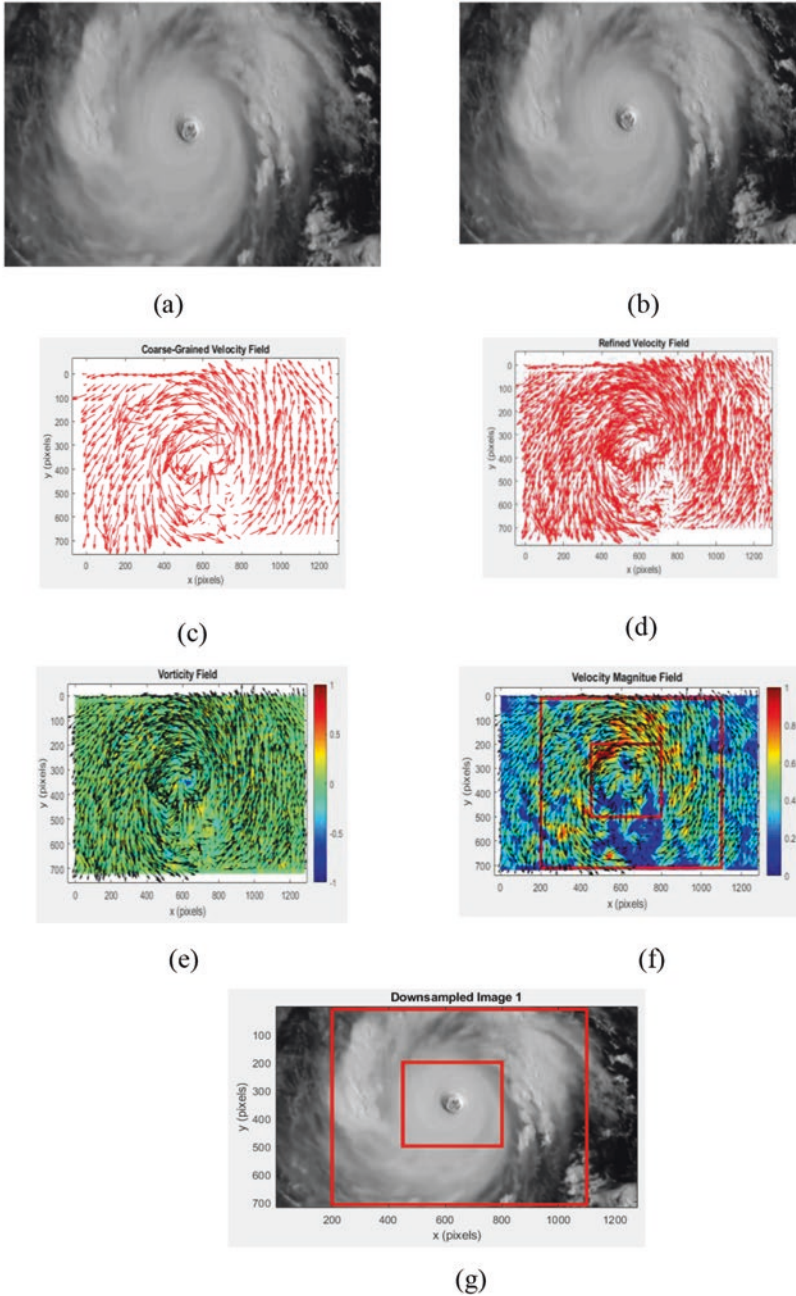 (a)
(b)
Coarse-Grained Velocity Field
0
100
200
300
400
500
600
700
y (pixels)
0 200 400 600 800 1000 1200
x (pixels)
(c)
Refined Velocity Field
0
100
200
300
400
500
600
700
y (pixels)
0 200 400 600 800 1000 1200
x (pixels)
(d)
Vorticity Field
0
100
200
300
400
500
600
700
y (pixels)
0 200 400 600 800 1000 1200
x (pixels)
1
0.5
0
-0.5
-1
(e)
Velocity Magnitue Field
0
100
200
300
400
500
600
700
y (pixels)
0 200 400 600 800 1000 1200
x (pixels)
1
0.8
0.6
0.4
0.2
0
(f)
Downsampled Image 1
100
200
300
400
500
600
700
y (pixels)
200 400 600 800 1000 1200
x (pixels)
(g)